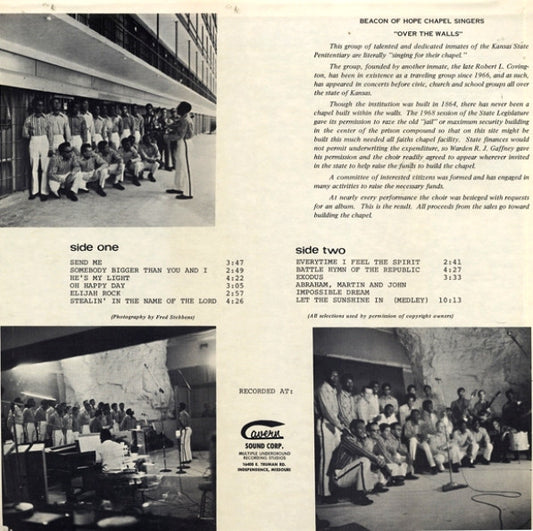 BEACON OF HOPE CHAPEL SINGERS
"OVER THE WALLS"
This group of talented and dedicated inmates of the Kansas State
Penitentiary are literally "singing for their chapel."
The group, founded by another inmate, the late Robert L. Coving-
ton, has been in existence as a traveling group since 1966, and as such,
has appeared in concerts before civic, church and school groups all over
the state of Kansas.
Though the institution was built in 1864, there has never been a
chapel built within the walls. The 1968 session of the State Legislature
gave its permission to raze the old "jail" or maximum security building
in the center of the prison compound so that on this site might be
built this much needed all faiths chapel facility. State finances would
not permit underwriting the expenditure, so Warden R. J. Gaffney gave
his permission and the choir readily agreed to appear wherever invited
in the state to help raise the funds to build the chapel.
A committee of interested citizens was formed and has engaged in
many activities to raise the necessary funds.
At nearly every performance the choir was besieged with requests
for an album. This is the result. All proceeds from the sales go toward
building the chapel.
side one
SEND ME 3:47
SOMEBODY BIGGER THAN YOU AND I 2:49
HE'S MY LIGHT 4:22
OH HAPPY DAY 3:05
ELIJAH ROCK 2:57
STEALIN' IN THE NAME OF THE LORD 4:26
(Photography by Fred Stebbens)
side two
EVERYTIME I FEEL THE SPIRIT 2:41
BATTLE HYMN OF THE REPUBLIC 4:27
EXODUS 3:33
ABRAHAM, MARTIN AND JOHN
IMPOSSIBLE DREAM
LET THE SUNSHINE IN (MEDLEY) 10:13
(All selections used by permission of copyright owners)
RECORDED AT:
Cavern
SOUND CORP.
MULTIPLE UNDERGROUND
RECORDING STUDIOS
16400 E. TRUMAN RD.
INDEPENDENCE, MISSOURI